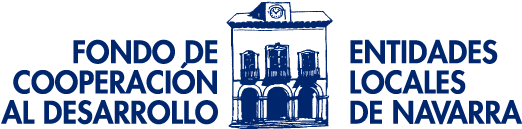 FONDO DE
COOPERACIÓN
AL DESARROLLO
ENTIDADES
LOCALES
DE NAVARRA